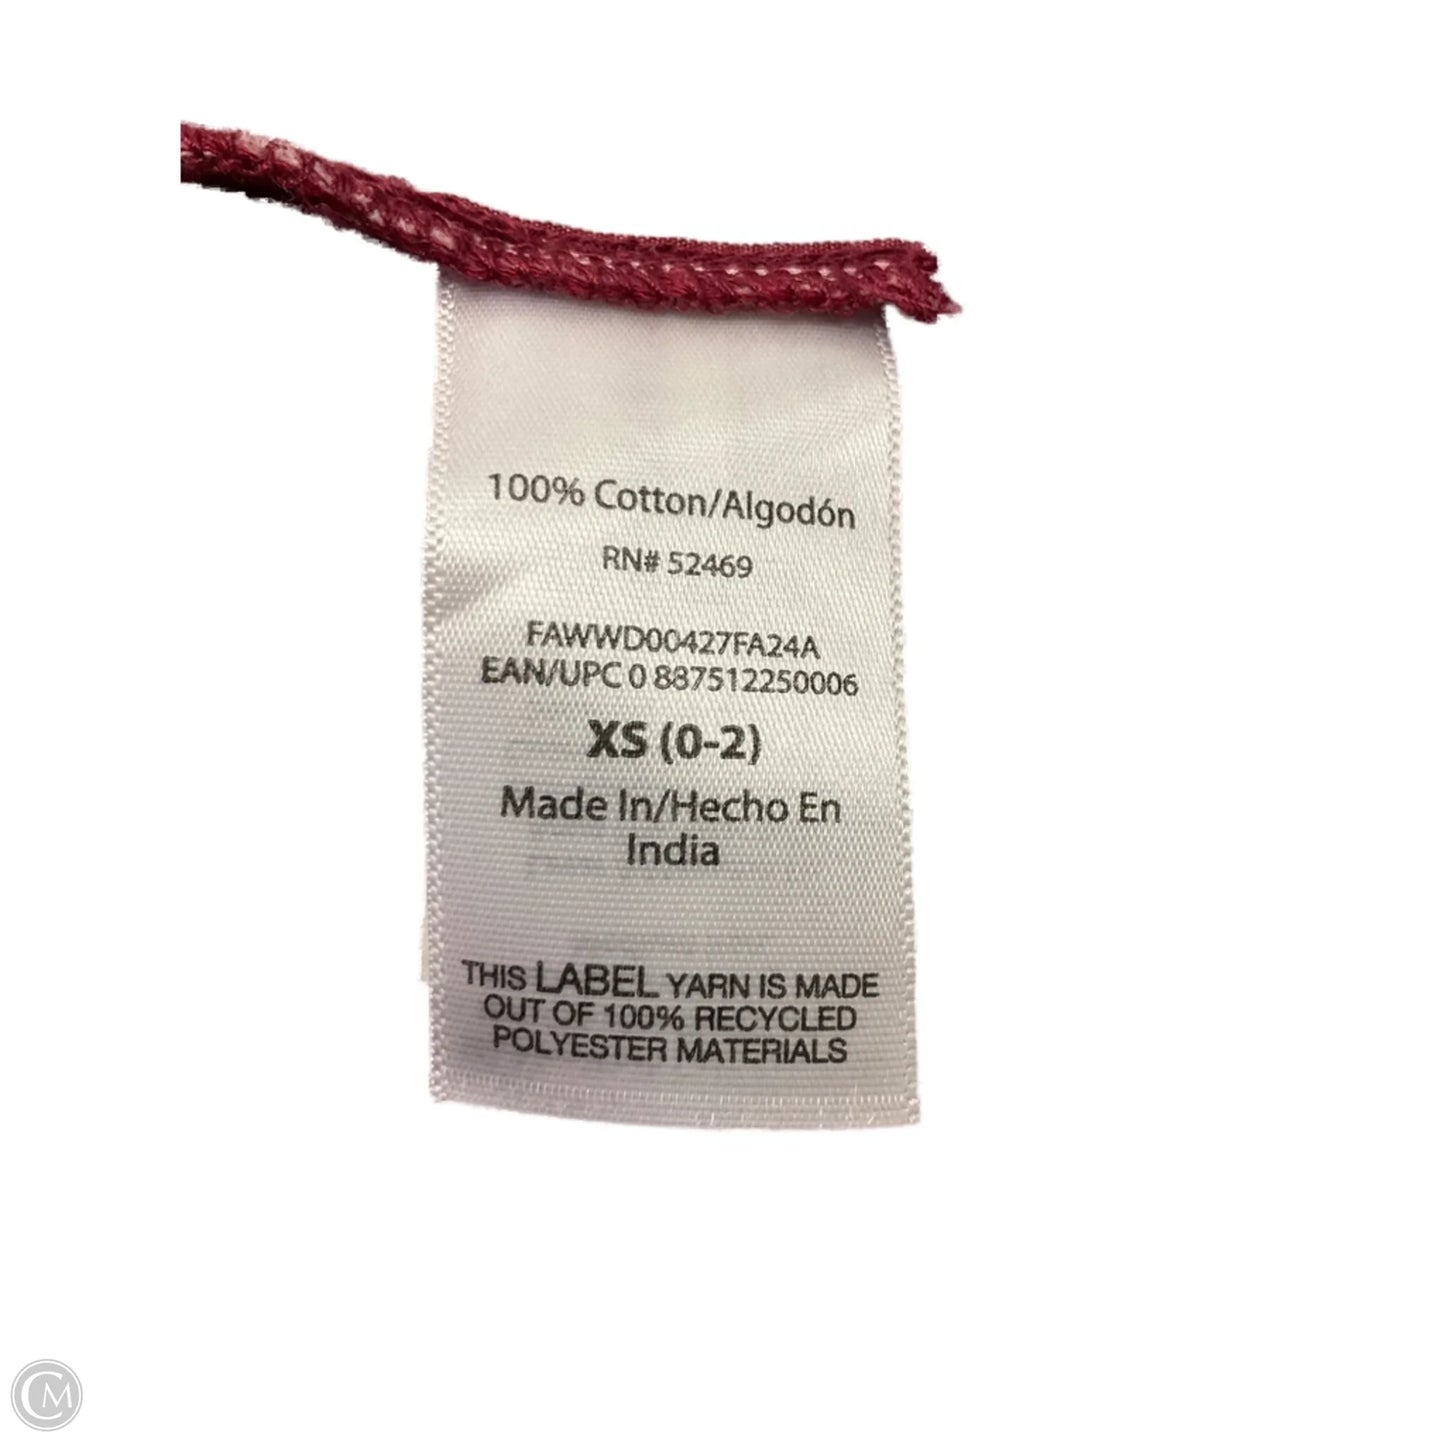 100% Cotton/Algodón
RN# 52469
FAWWD00427FA24A
EAN/UPC 0 887512250006
XS (0-2)
Made In/Hecho En
India
THIS LABEL YARN IS MADE
OUT OF 100% RECYCLED
POLYESTER MATERIALS
CM